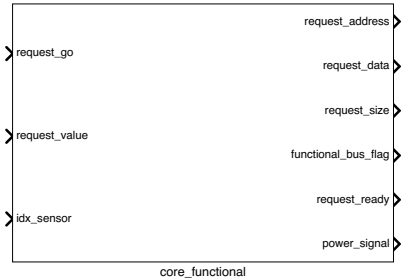 request_address
request_go
request_data
request_size
request_value
functional_bus_flag
request_ready
idx_sensor
power_signal
core_functional